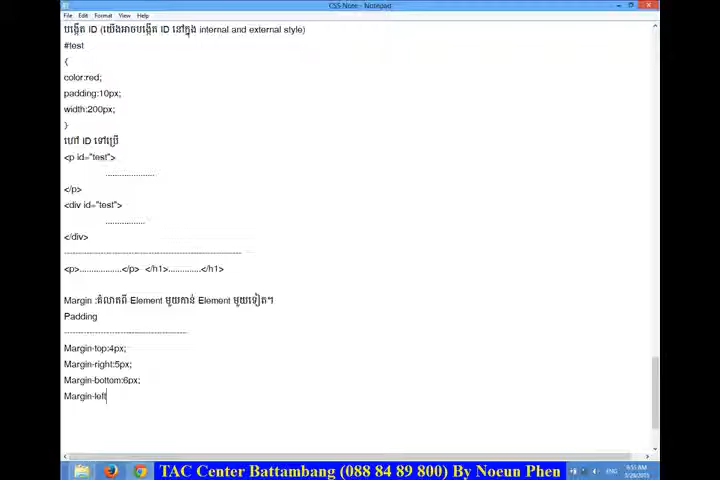 CSS Note - Notepad
File Edit Format View Help
បង្កើត ID (យើងអាចបង្កើត ID នៅក្នុង internal and external style)
#test
{
color:red;
padding:10px;
width:200px;
}
ហៅ ID ទៅប្រើ
<p id="test">
.....................
</p>
<div id="test">
.................
</div>
------------------------------------------------------------------------
<p>..................</p>  </h1>..............</h1>
Margin :គំលាតពី Element មួយកាន់ Element មួយទៀត។
Padding
--------------------------------------------------
Margin-top:4px;
Margin-right:5px;
Margin-bottom:6px;
Margin-left
TAC Center Battambang (088 84 89 800) By Noeun Phen
ENG